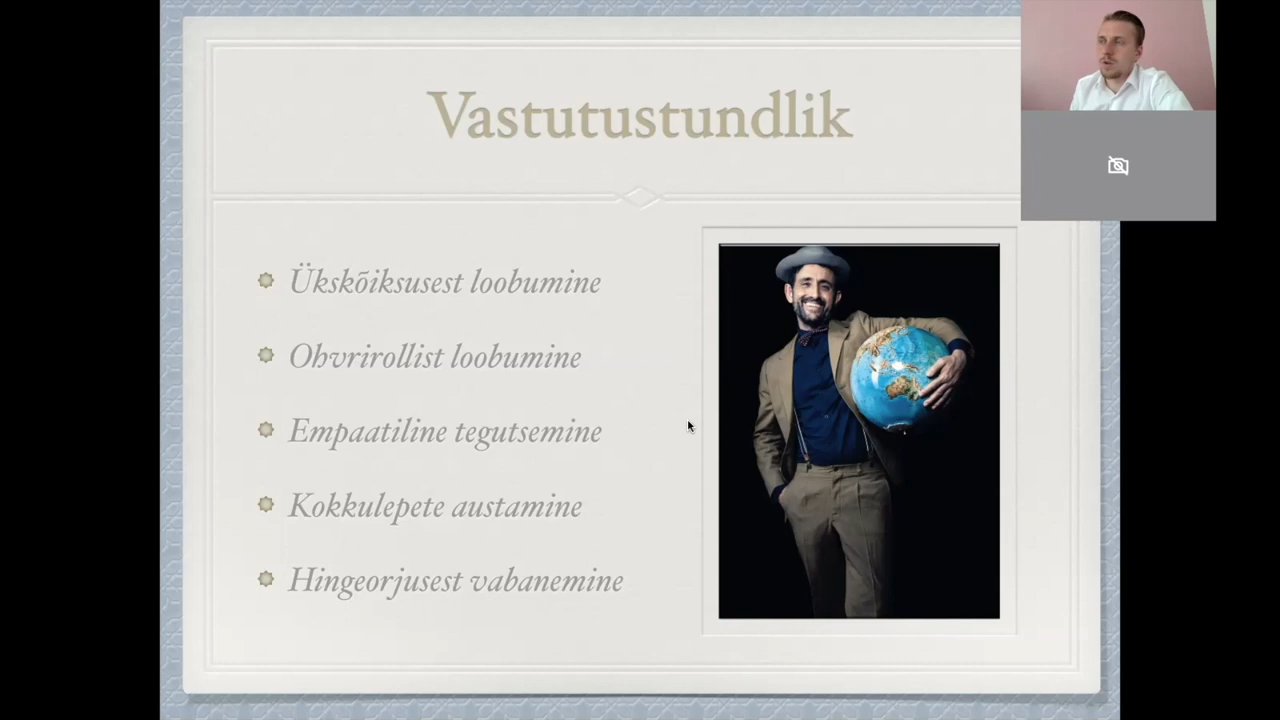 Vastutustundlik
Ükskõiksusest loobumine
Ohvrirollist loobumine
Empaatiline tegutsemine
Kokkulepete austamine
Hingeorjusest vabanemine